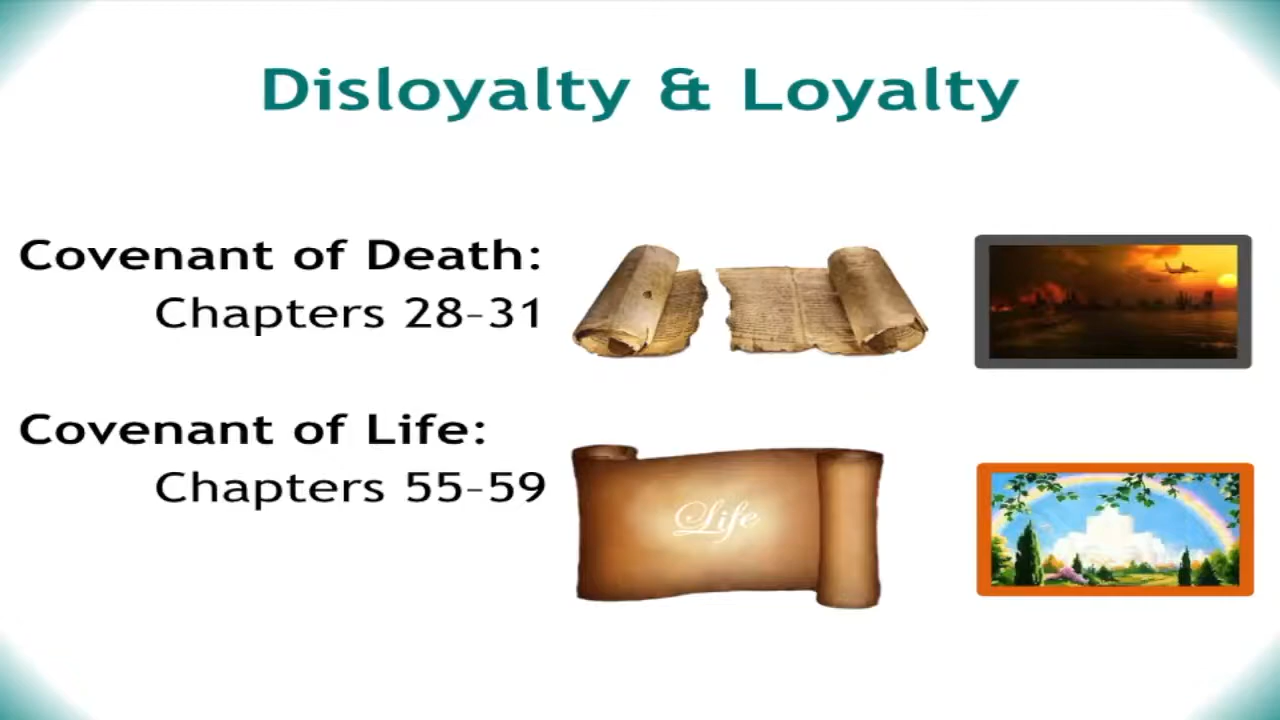 Disloyalty & Loyalty
Covenant of Death:
Chapters 28-31
Covenant of Life:
Chapters 55-59
Life